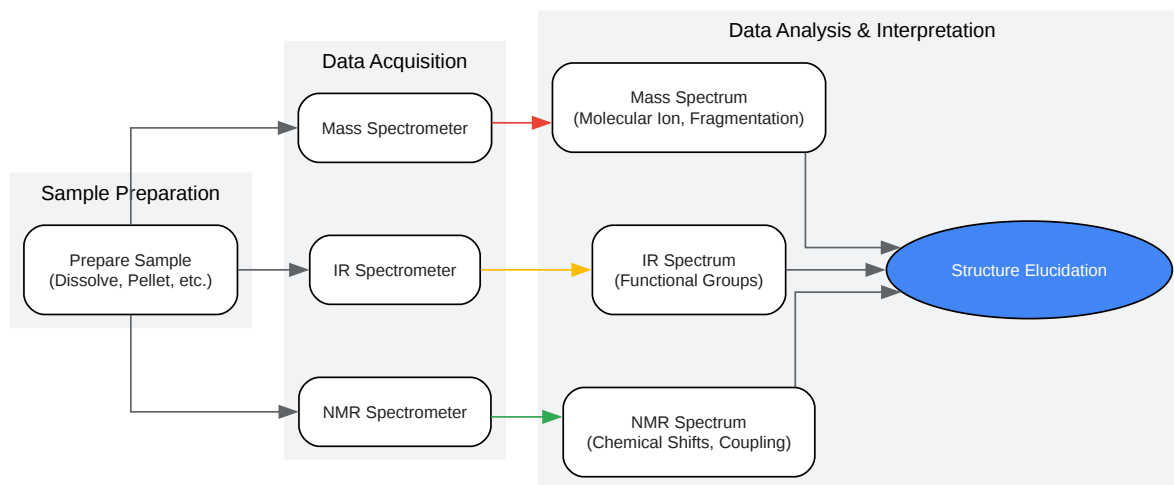 Sample Preparation
Prepare Sample
(Dissolve, Pellet, etc.)
Data Acquisition
Mass Spectrometer
IR Spectrometer
NMR Spectrometer
Data Analysis & Interpretation
Mass Spectrum
(Molecular Ion, Fragmentation)
IR Spectrum
(Functional Groups)
NMR Spectrum
(Chemical Shifts, Coupling)
Structure Elucidation